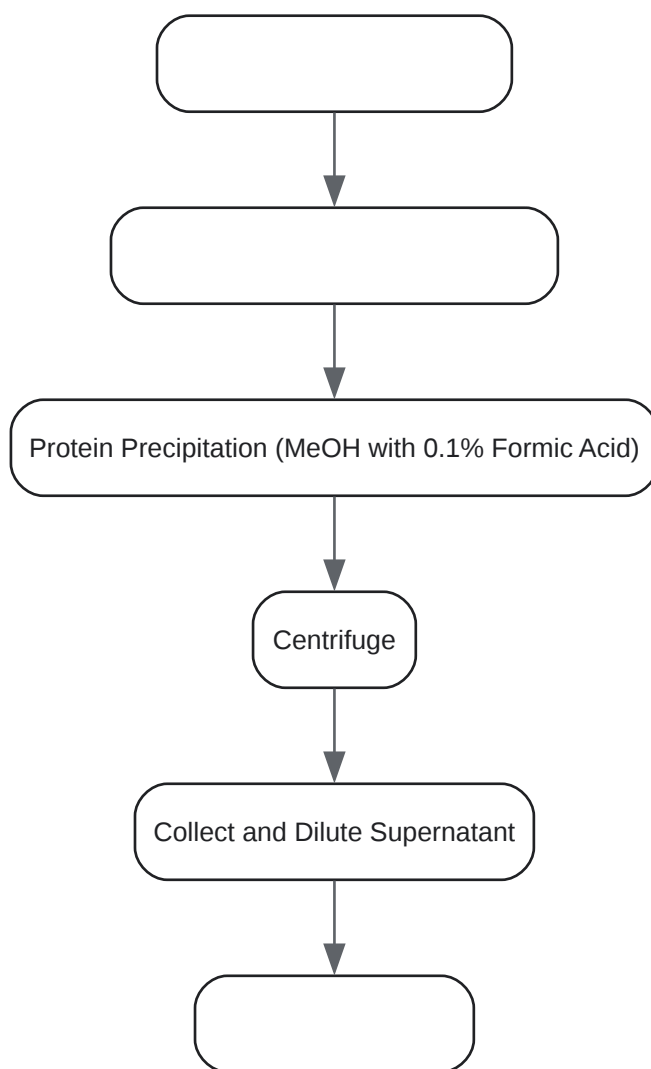 Protein Precipitation (MeOH with 0.1% Formic Acid)
Centrifuge
Collect and Dilute Supernatant